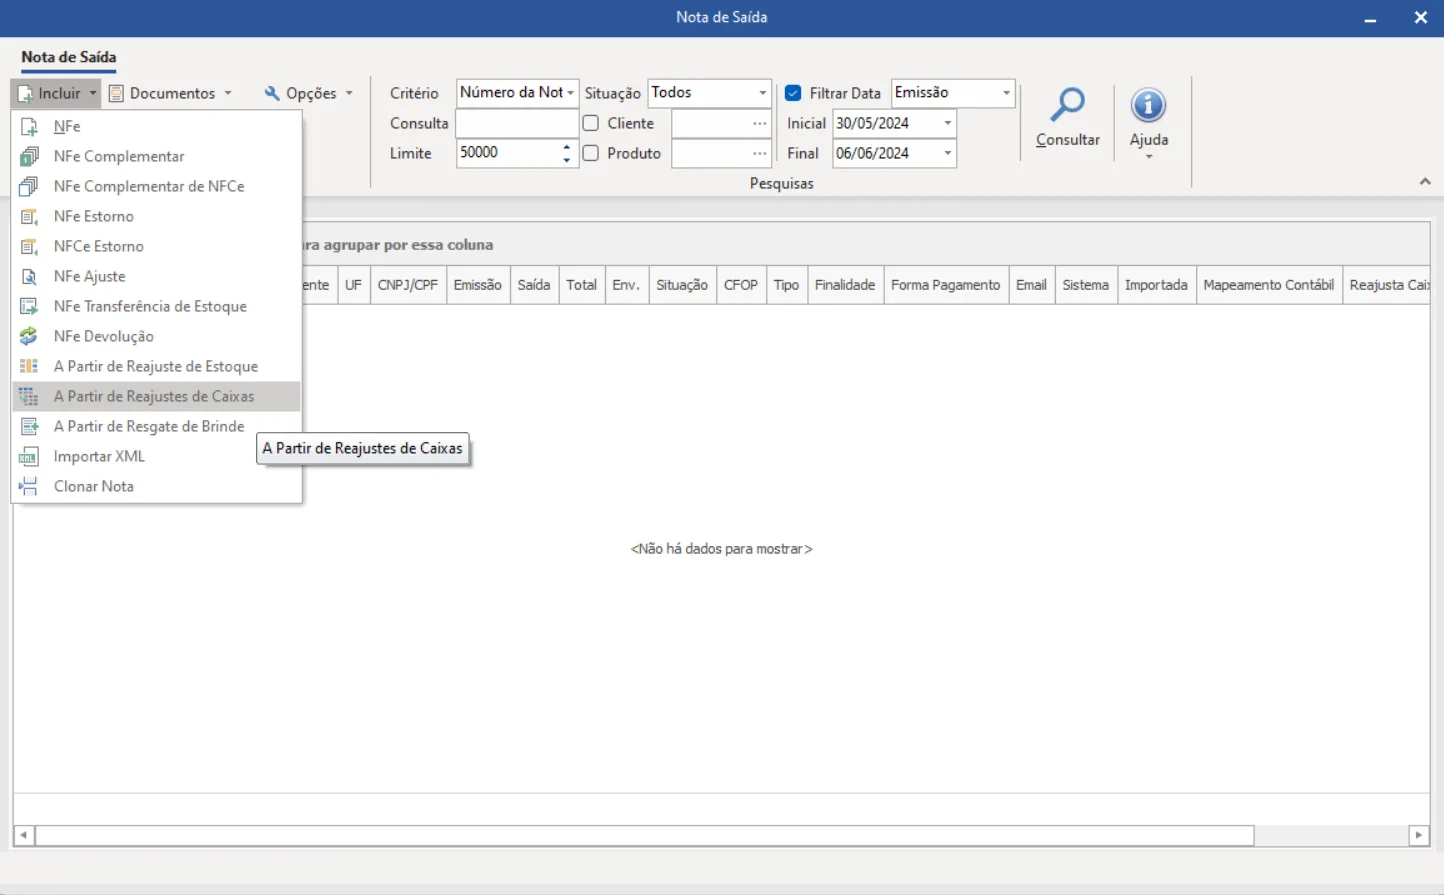 Nota de Saída
Nota de Saída
Incluir
Documentos
Opções
Critério
Número da Not
Situação
Todos
Filtrar Data
Emissão
Consulta
Cliente
...
Inicial
30/05/2024
Limite
50000
Produto
...
Final
06/06/2024
Consultar
Ajuda
Pesquisas
NFe
NFe Complementar
NFe Complementar de NFCe
NFe Estorno
NFCe Estorno
NFe Ajuste
NFe Transferência de Estoque
NFe Devolução
A Partir de Reajuste de Estoque
A Partir de Reajustes de Caixas
A Partir de Resgate de Brinde
Importar XML
Clonar Nota
A Partir de Reajustes de Caixas
ra agrupar por essa coluna
ente
UF
CNPJ/CPF
Emissão
Saída
Total
Env.
Situação
CFOP
Tipo
Finalidade
Forma Pagamento
Email
Sistema
Importada
Mapeamento Contábil
Reajusta Caix
<Não há dados para mostrar>